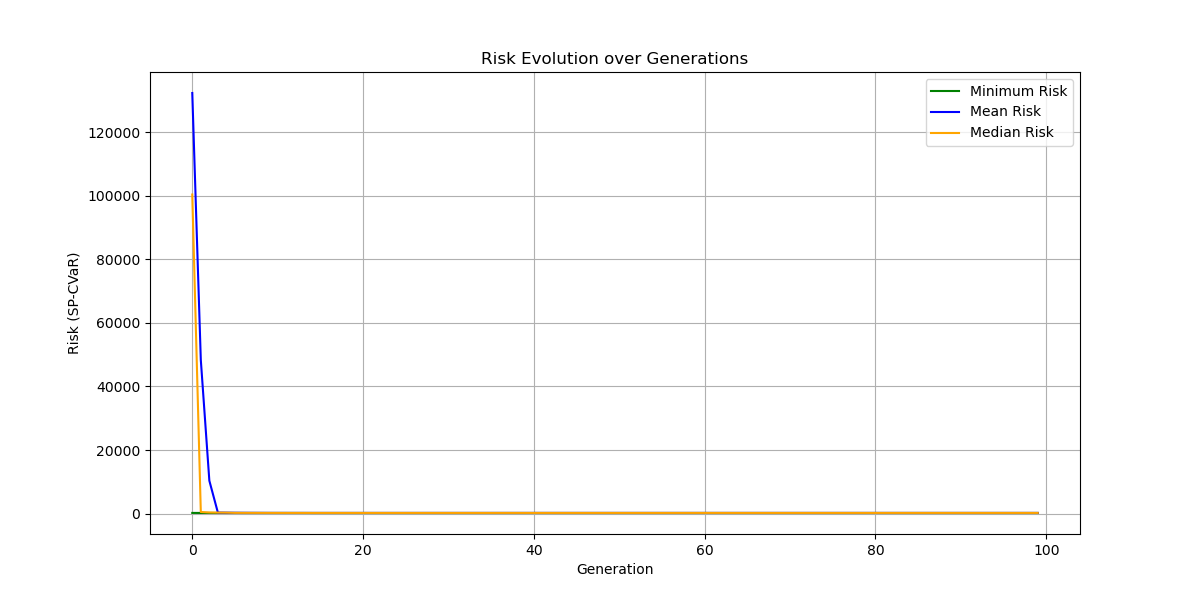 Risk Evolution over Generations
Minimum Risk
Mean Risk
Median Risk
Risk (SP-CVaR)
120000
100000
80000
60000
40000
20000
0
0 20 40 60 80 100
Generation